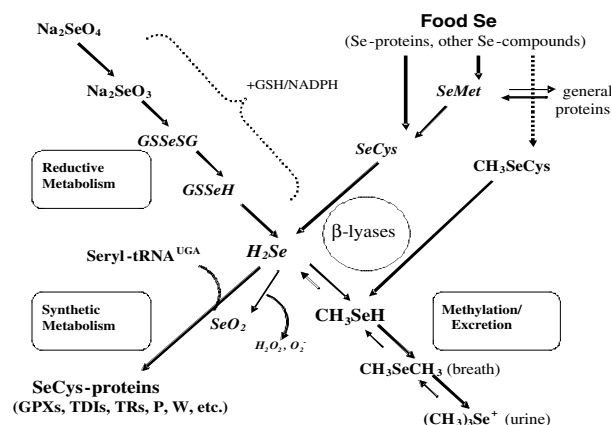 Na₂SeO₄
Food Se
(Se-proteins, other Se-compounds)
+GSH/NADPH
Na₂SeO₃
SeMet
general
proteins
GSSeSG
SeCys
CH₃SeCys
Reductive
Metabolism
GSSeH
β-lyases
H₂Se
Seryl-tRNAᵁᴳᴬ
Synthetic
Metabolism
SeO₂
CH₃SeH
Methylation/
Excretion
H₂O₂, O₂⁻
CH₃SeCH₃ (breath)
SeCys-proteins
(GPXs, TDIs, TRs, P, W, etc.)
(CH₃)₃Se⁺ (urine)